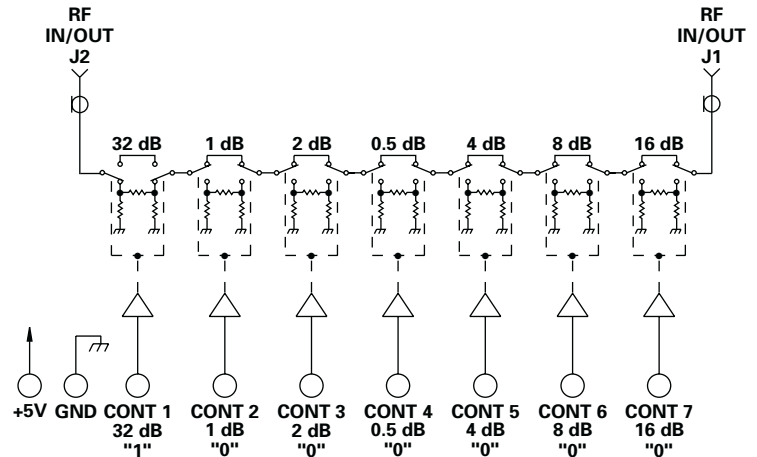 RF
IN/OUT
J2
RF
IN/OUT
J1
32 dB 1 dB 2 dB 0.5 dB 4 dB 8 dB 16 dB
+5V GND CONT 1 CONT 2 CONT 3 CONT 4 CONT 5 CONT 6 CONT 7
32 dB 1 dB 2 dB 0.5 dB 4 dB 8 dB 16 dB
"1" "0" "0" "0" "0" "0" "0"